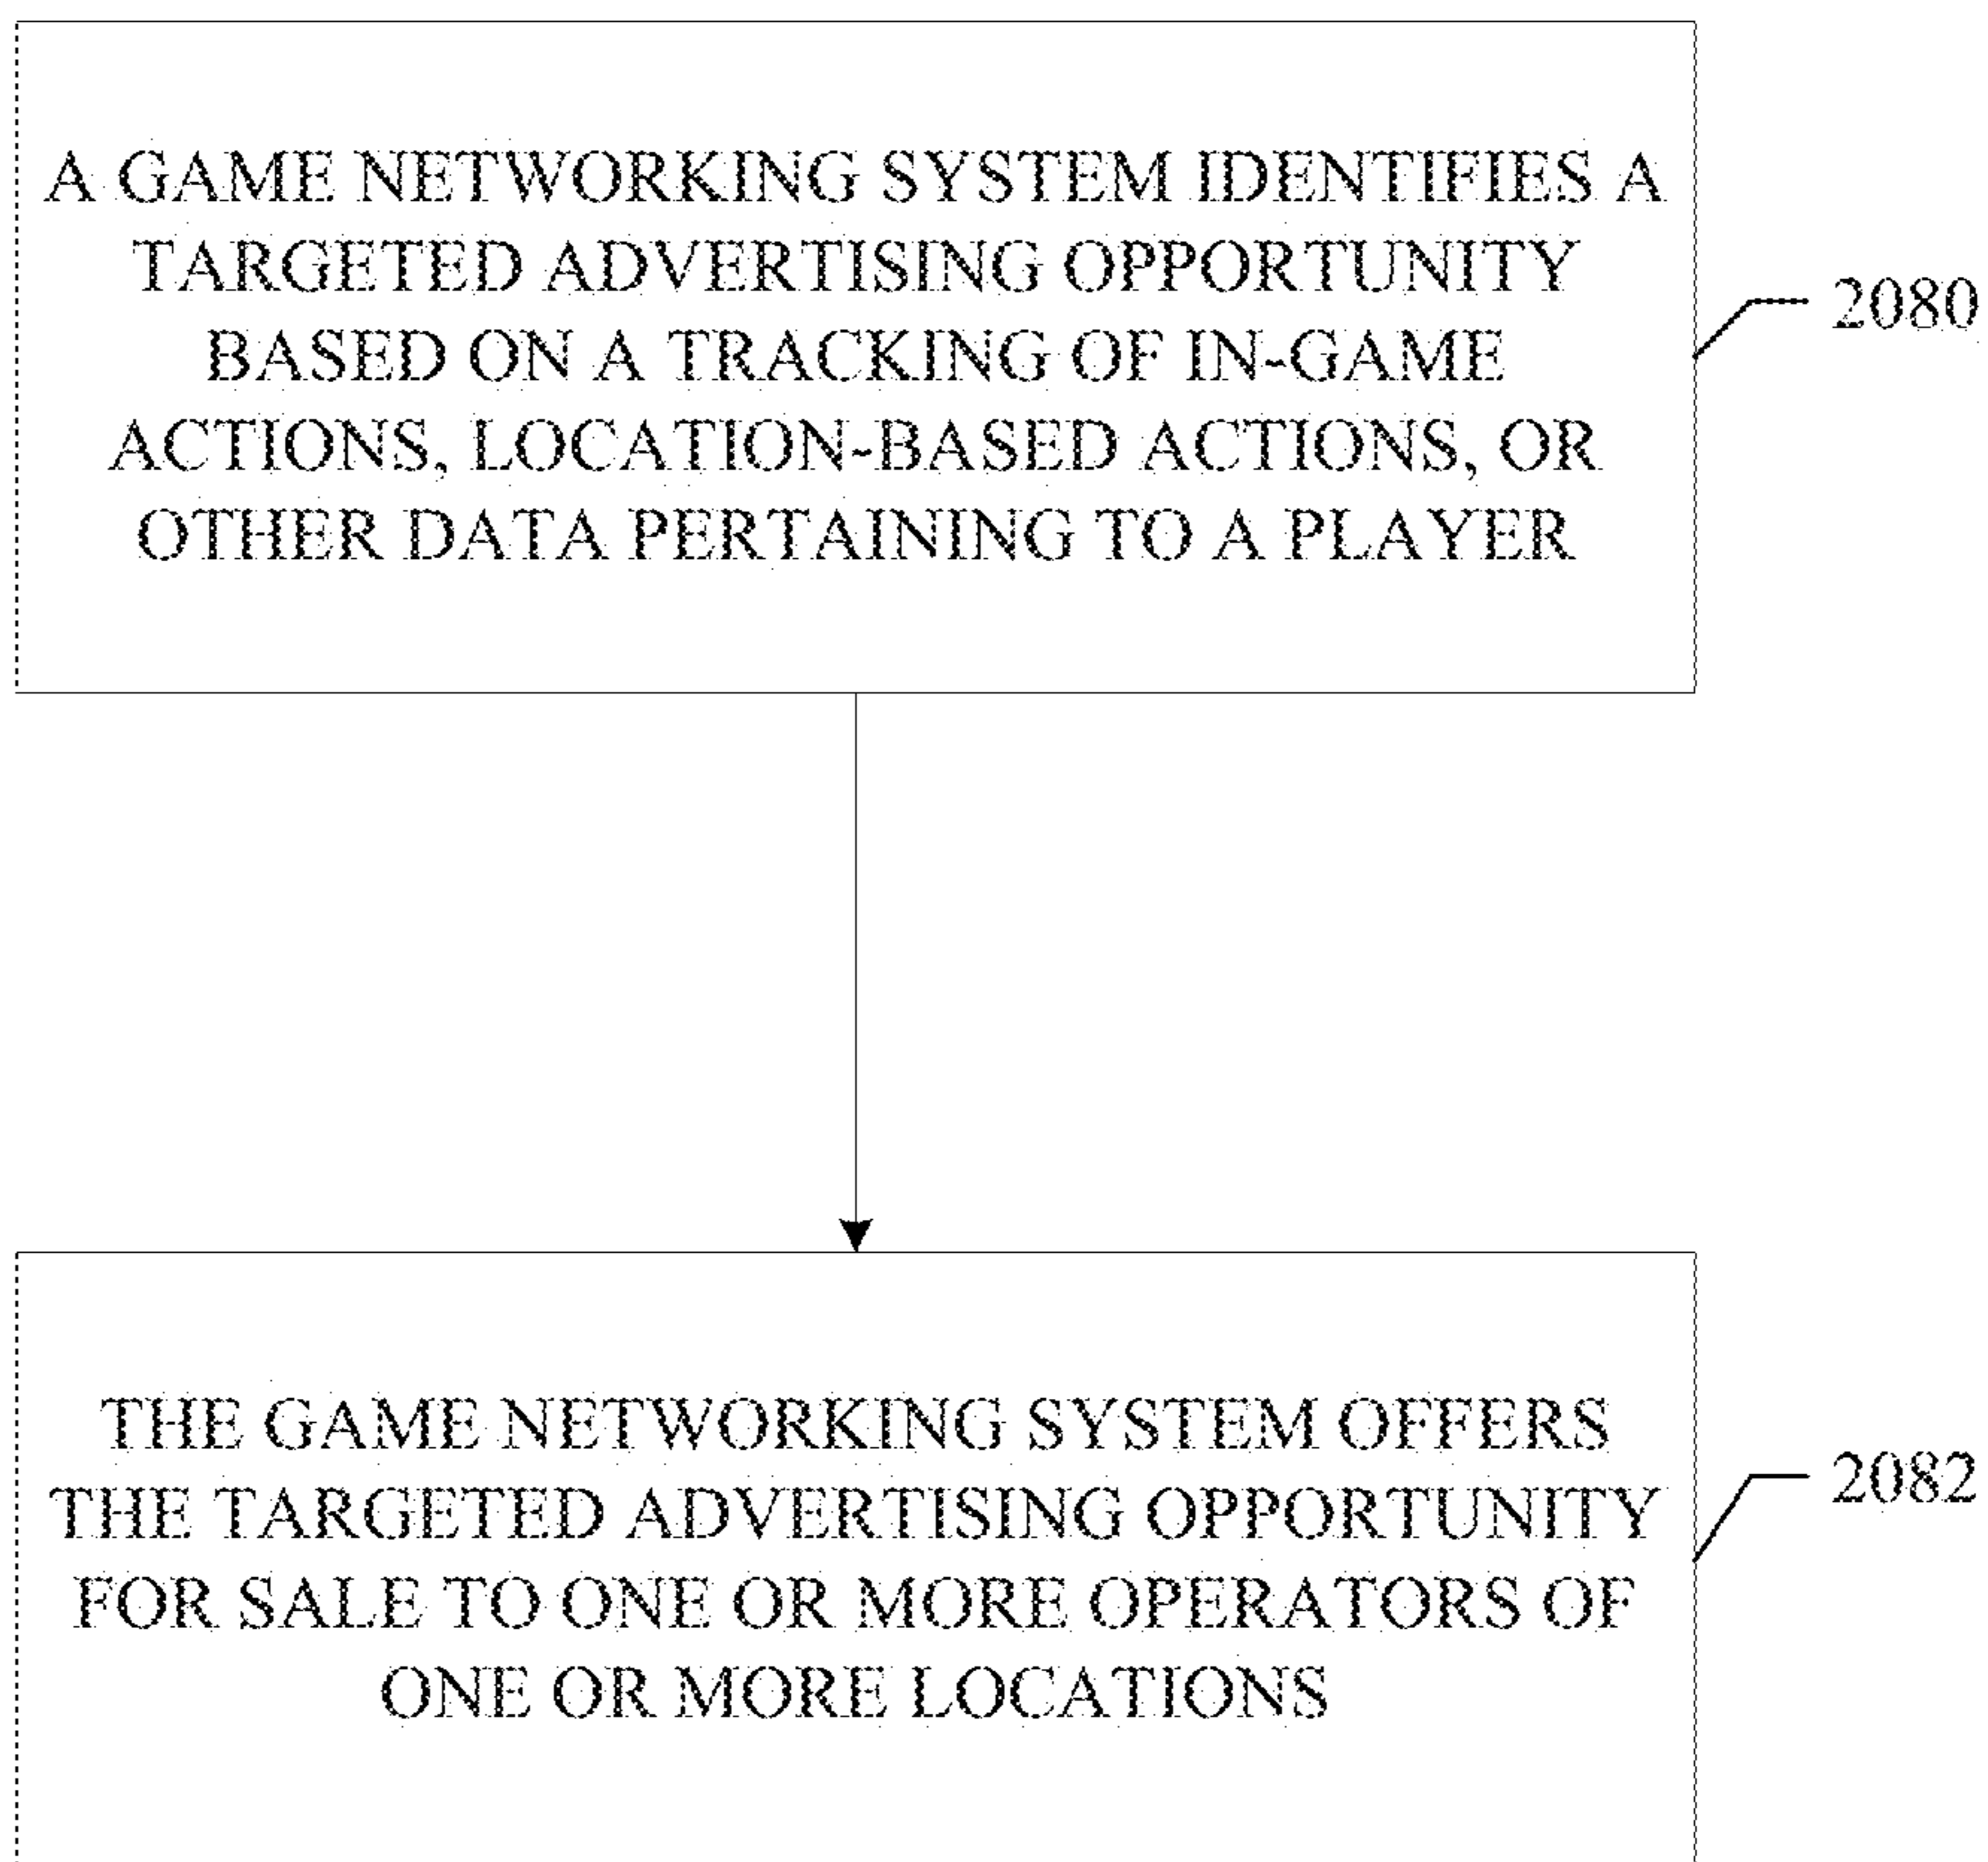 A GAME NETWORKING SYSTEM IDENTIFIES A
TARGETED ADVERTISING OPPORTUNITY
BASED ON A TRACKING OF IN-GAME
ACTIONS, LOCATION-BASED ACTIONS, OR
OTHER DATA PERTAINING TO A PLAYER
2080
THE GAME NETWORKING SYSTEM OFFERS
THE TARGETED ADVERTISING OPPORTUNITY
FOR SALE TO ONE OR MORE OPERATORS OF
ONE OR MORE LOCATIONS
2082